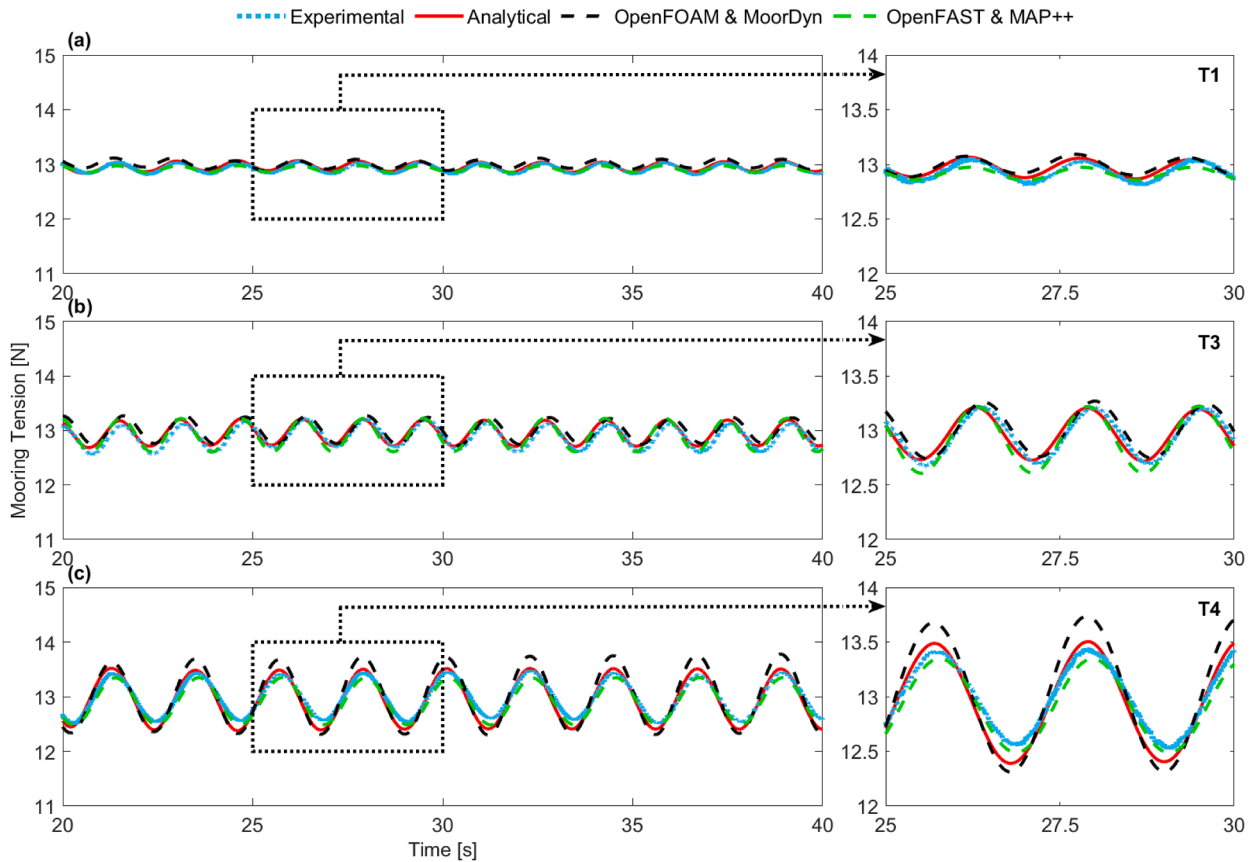 Experimental Analytical OpenFOAM & MoorDyn OpenFAST & MAP++
(a)
15
14
13
12
11
20 25 30 35 40
14
13.5
13
12.5
12
25 27.5 30
T1
(b)
15
14
13
12
11
20 25 30 35 40
14
13.5
13
12.5
12
25 27.5 30
T3
Mooring Tension [N]
(c)
15
14
13
12
11
20 25 30 35 40
14
13.5
13
12.5
12
25 27.5 30
T4
Time [s]